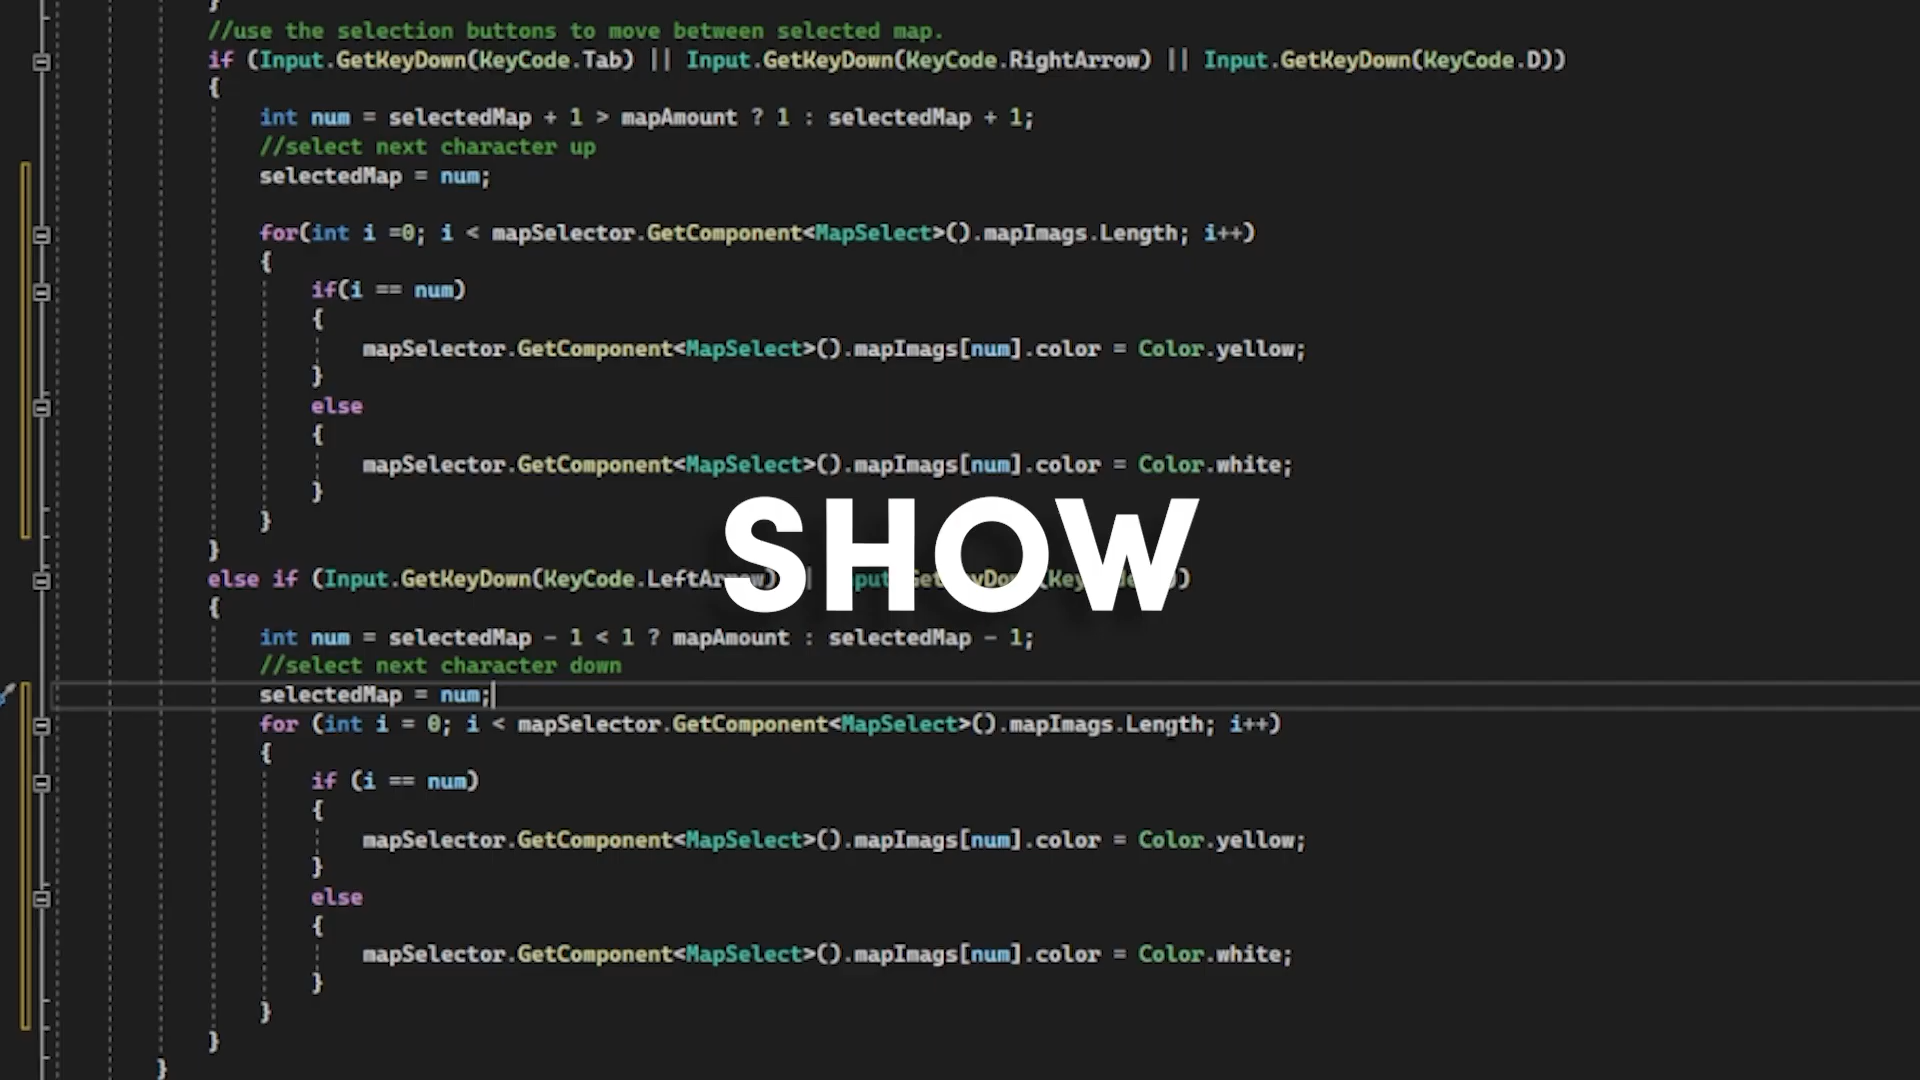 }
//use the selection buttons to move between selected map.
if (Input.GetKeyDown(KeyCode.Tab) || Input.GetKeyDown(KeyCode.RightArrow) || Input.GetKeyDown(KeyCode.D))
{
int num = selectedMap + 1 > mapAmount ? 1 : selectedMap + 1;
//select next character up
selectedMap = num;
for(int i =0; i < mapSelector.GetComponent<MapSelect>().mapImags.Length; i++)
{
if(i == num)
{
mapSelector.GetComponent<MapSelect>().mapImags[num].color = Color.yellow;
}
else
{
mapSelector.GetComponent<MapSelect>().mapImags[num].color = Color.white;
}
}
}
SHOW
else if (Input.GetKeyDown(KeyCode.LeftArrow) || Input.GetKeyDown(
{
int num = selectedMap - 1 < 1 ? mapAmount : selectedMap - 1;
//select next character down
selectedMap = num;
for (int i = 0; i < mapSelector.GetComponent<MapSelect>().mapImags.Length; i++)
{
if (i == num)
{
mapSelector.GetComponent<MapSelect>().mapImags[num].color = Color.yellow;
}
else
{
mapSelector.GetComponent<MapSelect>().mapImags[num].color = Color.white;
}
}
}
}